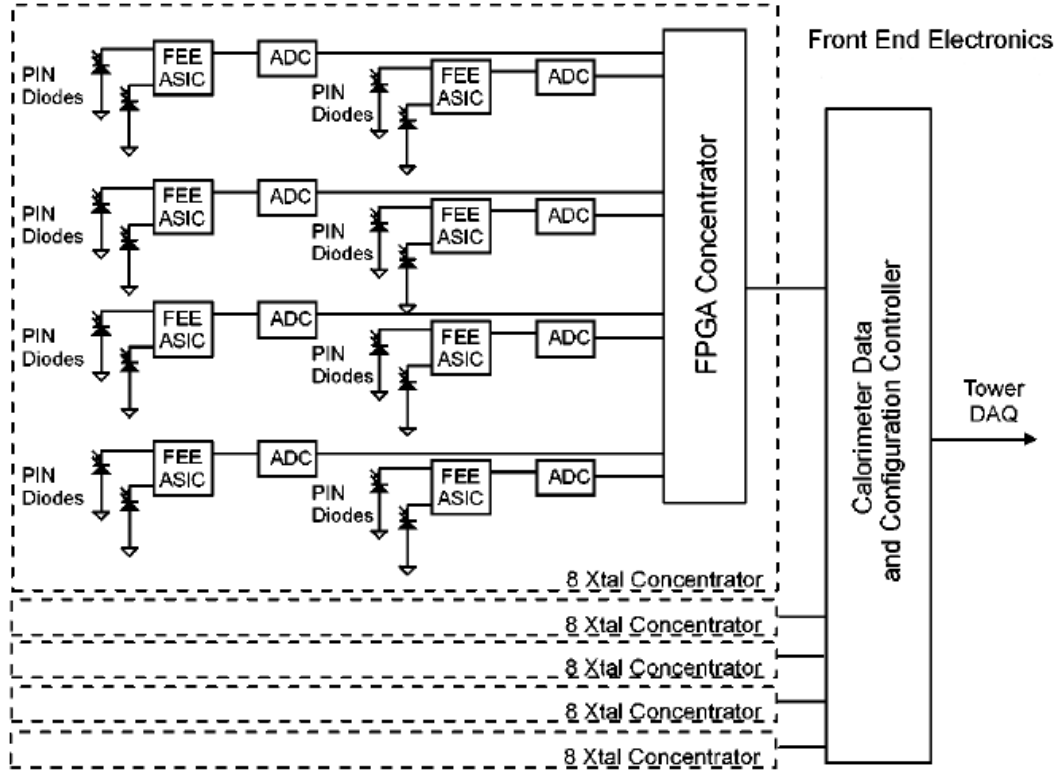 Front End Electronics
PIN
Diodes
FEE
ASIC
ADC
PIN
Diodes
FEE
ASIC
ADC
PIN
Diodes
FEE
ASIC
ADC
PIN
Diodes
FEE
ASIC
ADC
PIN
Diodes
FEE
ASIC
ADC
PIN
Diodes
FEE
ASIC
ADC
PIN
Diodes
FEE
ASIC
ADC
PIN
Diodes
FEE
ASIC
ADC
FPGA Concentrator
Calorimeter Data
and Configuration Controller
Tower
DAQ
8 Xtal Concentrator
8 Xtal Concentrator
8 Xtal Concentrator
8 Xtal Concentrator
8 Xtal Concentrator